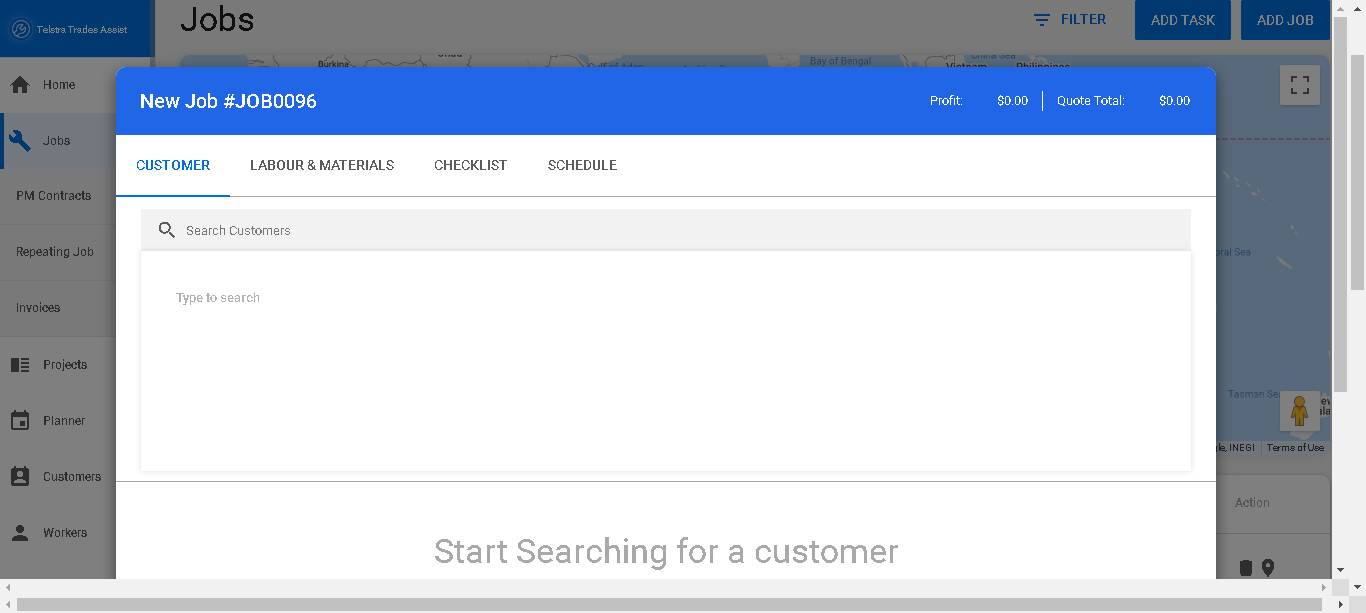 Telstra Trades Assist
Jobs
FILTER
ADD TASK
ADD JOB
Home
Jobs
PM Contracts
Repeating Job
Invoices
Projects
Planner
Customers
Workers
Burkina
Gulf of Aden
Bay of Bengal
Vietnam
Philippines
New Job #JOB0096
Profit:
$0.00
Quote Total:
$0.00
CUSTOMER
LABOUR & MATERIALS
CHECKLIST
SCHEDULE
Search Customers
Type to search
Start Searching for a customer
oral Sea
Tasman Se
INEGI
Terms of Use
Action